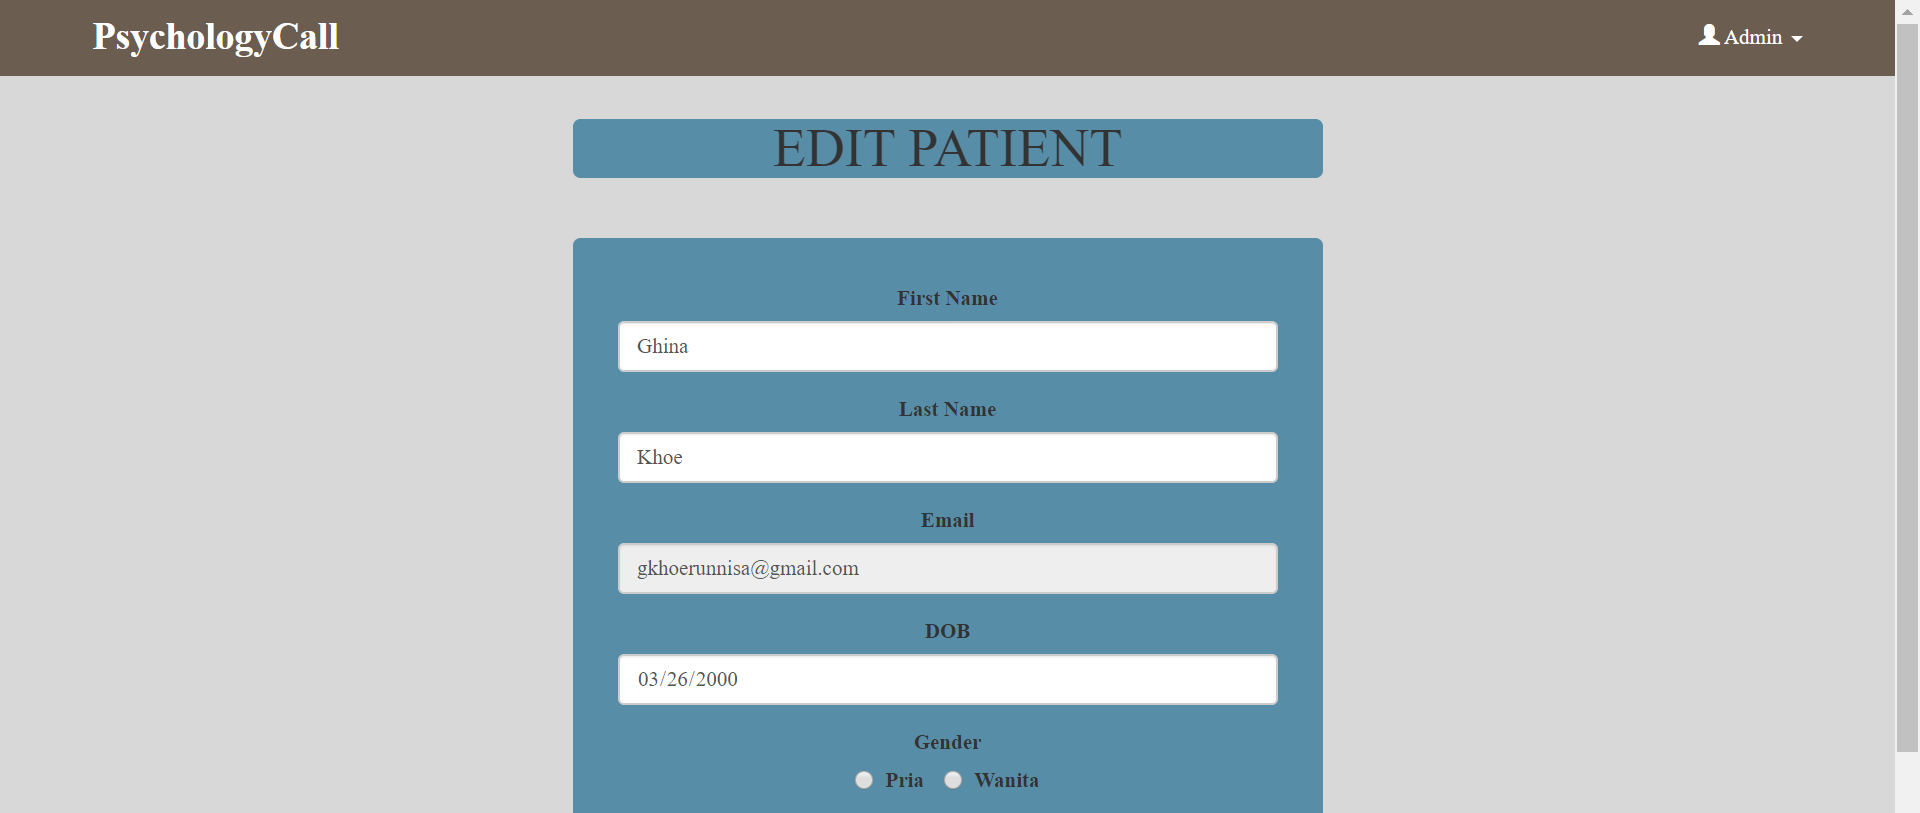 PsychologyCall
Admin
EDIT PATIENT
First Name
Ghina
Last Name
Khoe
Email
gkhoerunnisa@gmail.com
DOB
03/26/2000
Gender
Pria Wanita